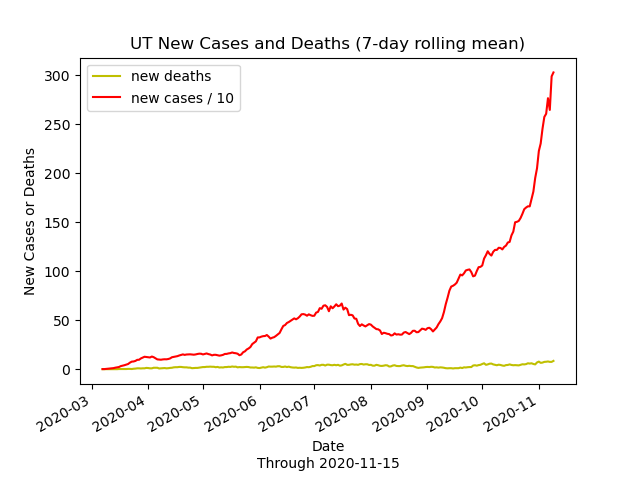 UT New Cases and Deaths (7-day rolling mean)
new deaths
new cases / 10
300
250
200
150
100
50
0
New Cases or Deaths
2020-03
2020-04
2020-05
2020-06
2020-07
2020-08
2020-09
2020-10
2020-11
Date
Through 2020-11-15